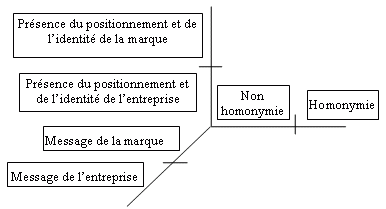 Présence du positionnement et de
l'identité de la marque
Présence du positionnement et
de l'identité de l'entreprise
Non
homonymie
Homonymie
Message de la marque
Message de l'entreprise